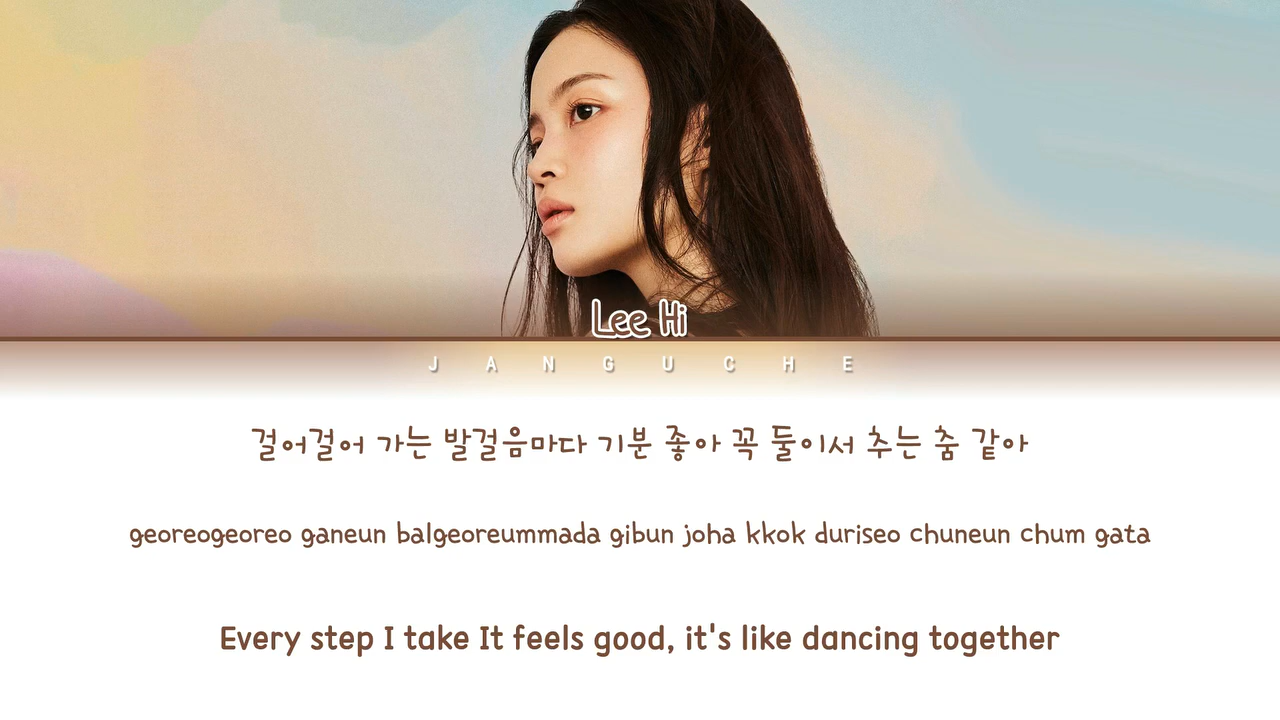 Lee Hi
JANGUCHE
걸어걸어 가는 발걸음마다 기분 좋아 꼭 둘이서 추는 춤 같아
georeogeoreo ganeun balgeoreummada gibun joha kkok duriseo chuneun chum gata
Every step I take It feels good, it's like dancing together